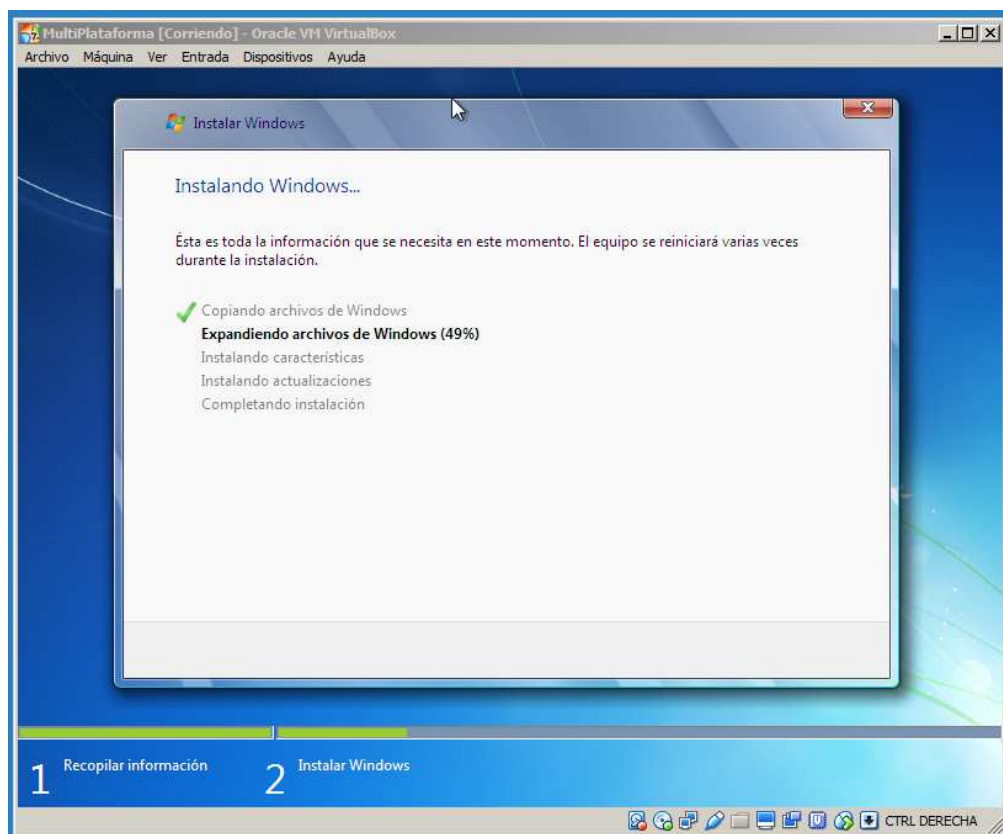 MultiPlataforma [Corriendo] - Oracle VM VirtualBox
Archivo Máquina Ver Entrada Dispositivos Ayuda
Instalar Windows
Instalando Windows...
Ésta es toda la información que se necesita en este momento. El equipo se reiniciará varias veces
durante la instalación.
Copiando archivos de Windows
Expandiendo archivos de Windows (49%)
Instalando características
Instalando actualizaciones
Completando instalación
1 Recopilar información 2 Instalar Windows
CTRL DERECHA